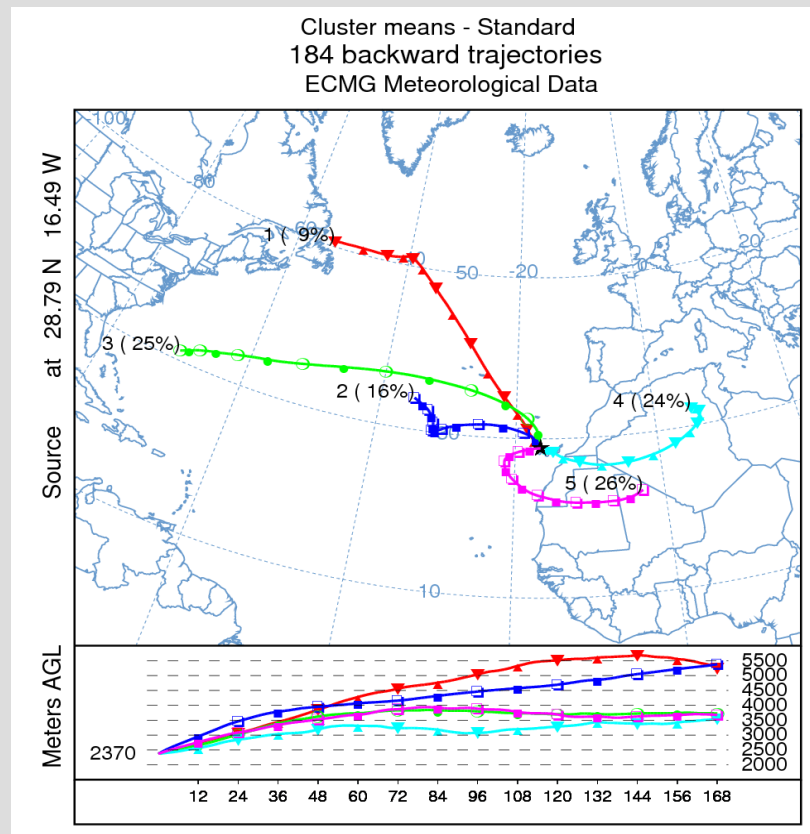 Cluster means - Standard
184 backward trajectories
ECMG Meteorological Data
Source at 28.79 N 16.49 W
-100
-80
1 ( 9%)
50
-20
20
3 ( 25%)
2 ( 16%)
4 ( 24%)
5 ( 26%)
10
Meters AGL
2370
5500
5000
4500
4000
3500
3000
2500
2000
12 24 36 48 60 72 84 96 108 120 132 144 156 168